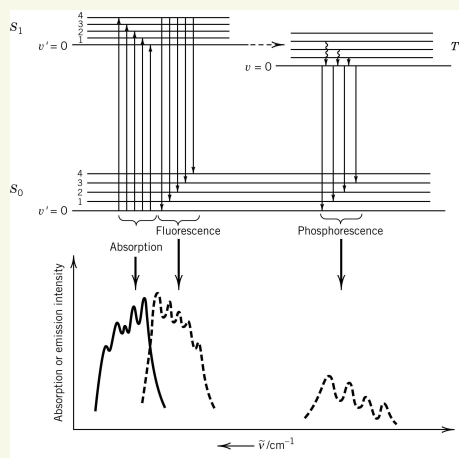 S₁
4
3
2
1
v' = 0
T
v = 0
S₀
4
3
2
1
v' = 0
Absorption
Fluorescence
Phosphorescence
Absorption or emission intensity
ṽ/cm⁻¹